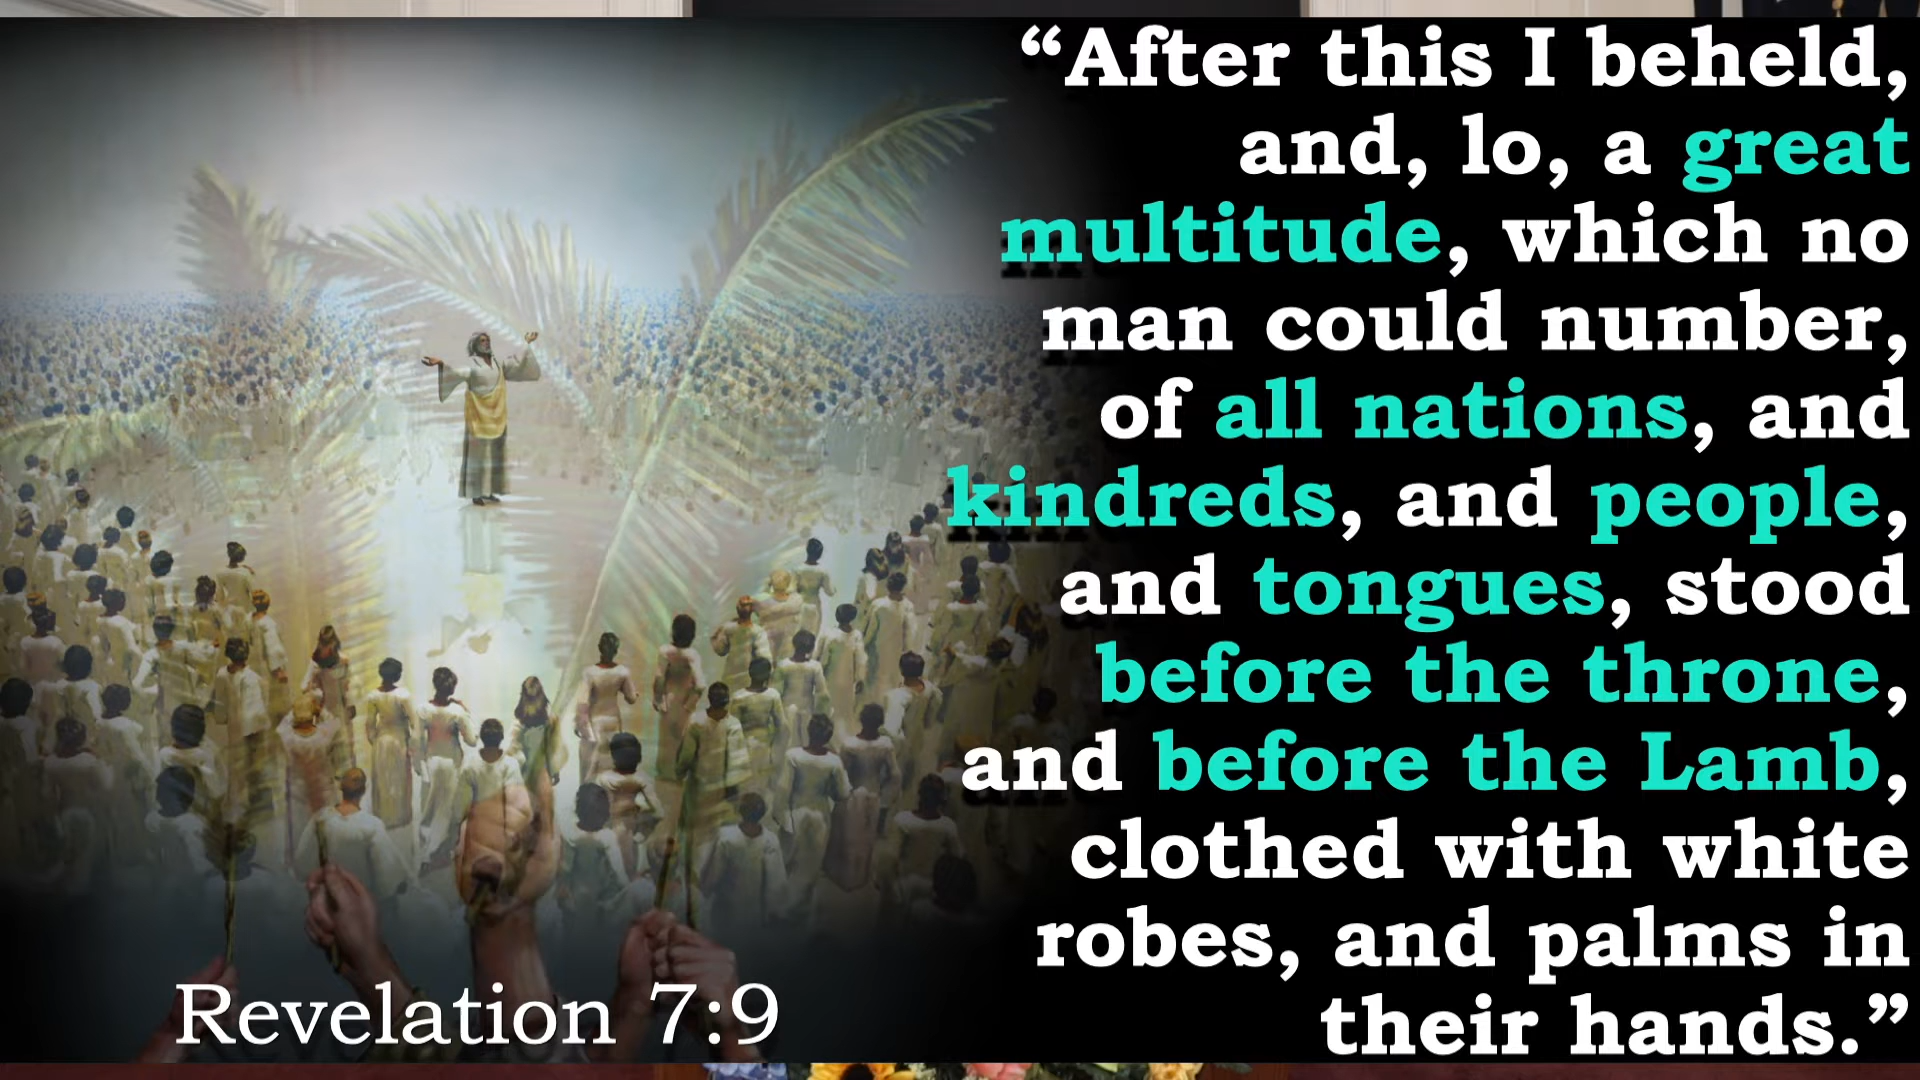 “After this I beheld,
and, lo, a great
multitude, which no
man could number,
of all nations, and
kindreds, and people,
and tongues, stood
before the throne,
and before the Lamb,
clothed with white
robes, and palms in
their hands.”
Revelation 7:9